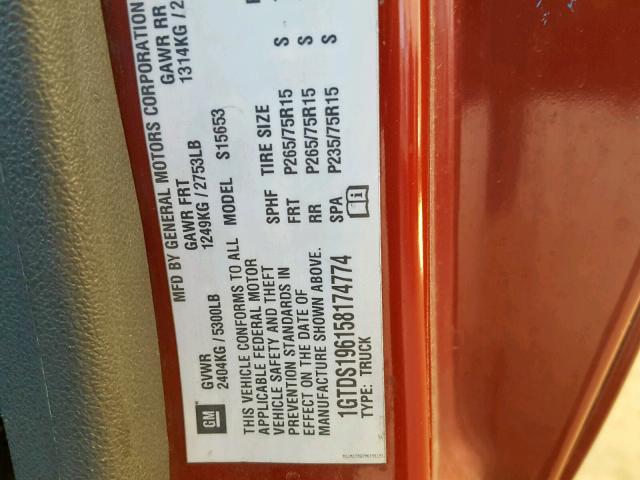 MFD BY GENERAL MOTORS CORPORATION
GVWR GAWR FRT GAWR RR
2404KG / 5300LB 1249KG / 2753LB 1314KG / 2
THIS VEHICLE CONFORMS TO ALL
APPLICABLE FEDERAL MOTOR
VEHICLE SAFETY AND THEFT
PREVENTION STANDARDS IN
EFFECT ON THE DATE OF
MANUFACTURE SHOWN ABOVE.
1GTDS196158174774
TYPE: TRUCK
MODEL S15653
SPHF TIRE SIZE
FRT P265/75R15 S
RR P265/75R15 S
SPA P235/75R15 S
GM